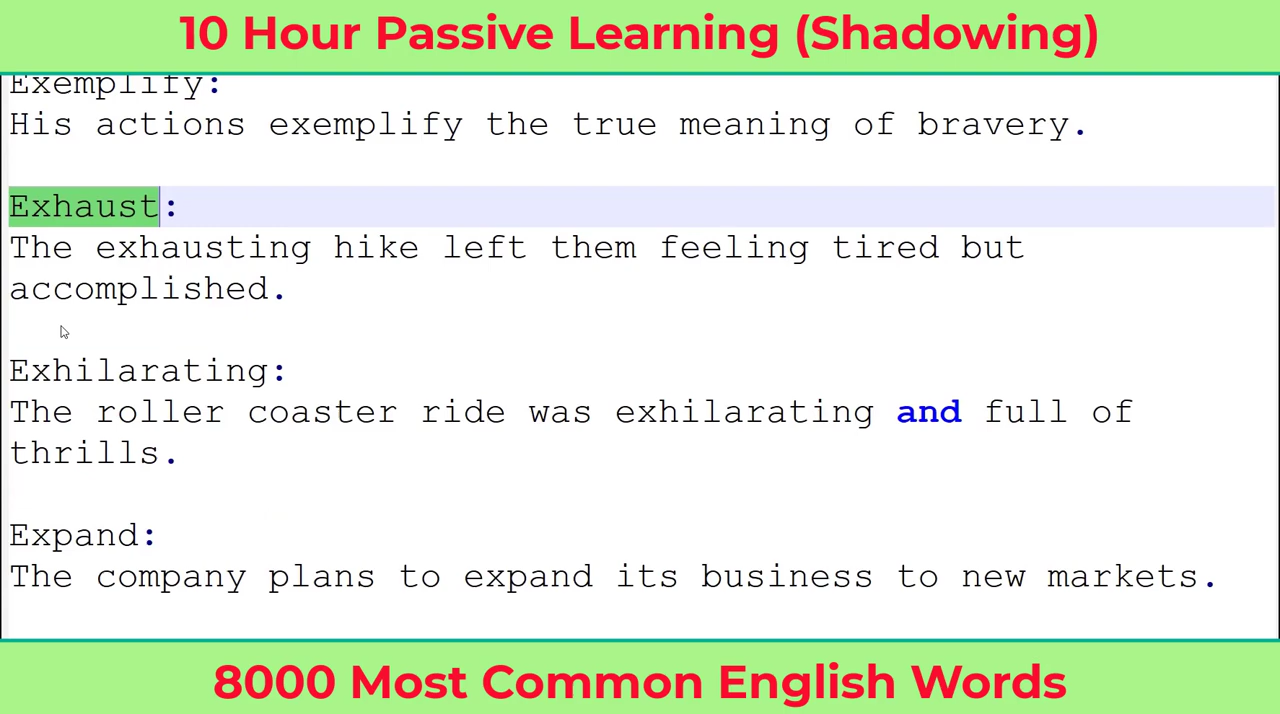 10 Hour Passive Learning (Shadowing)
Exemplify:
His actions exemplify the true meaning of bravery.
Exhaust:
The exhausting hike left them feeling tired but
accomplished.
Exhilarating:
The roller coaster ride was exhilarating and full of
thrills.
Expand:
The company plans to expand its business to new markets.
8000 Most Common English Words